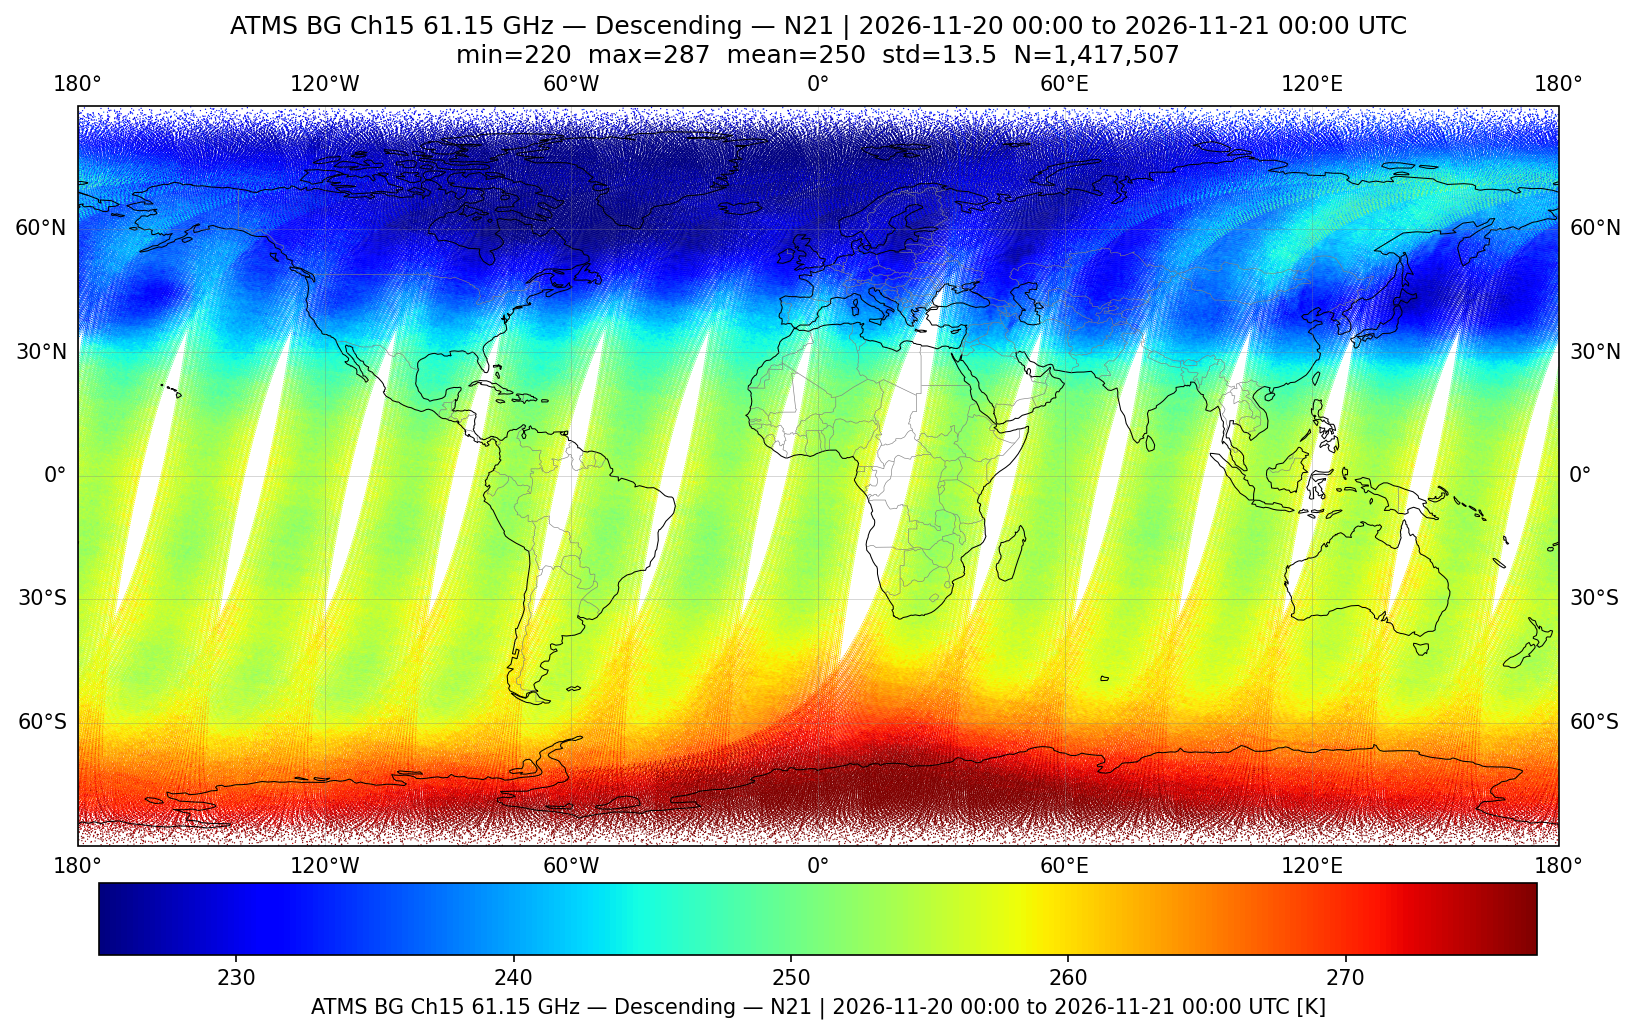 ATMS BG Ch15 61.15 GHz — Descending — N21 | 2026-11-20 00:00 to 2026-11-21 00:00 UTC
min=220  max=287  mean=250  std=13.5  N=1,417,507
180° 120°W 60°W 0° 60°E 120°E 180°
60°N 60°N
30°N 30°N
0° 0°
30°S 30°S
60°S 60°S
180° 120°W 60°W 0° 60°E 120°E 180°
230 240 250 260 270
ATMS BG Ch15 61.15 GHz — Descending — N21 | 2026-11-20 00:00 to 2026-11-21 00:00 UTC [K]